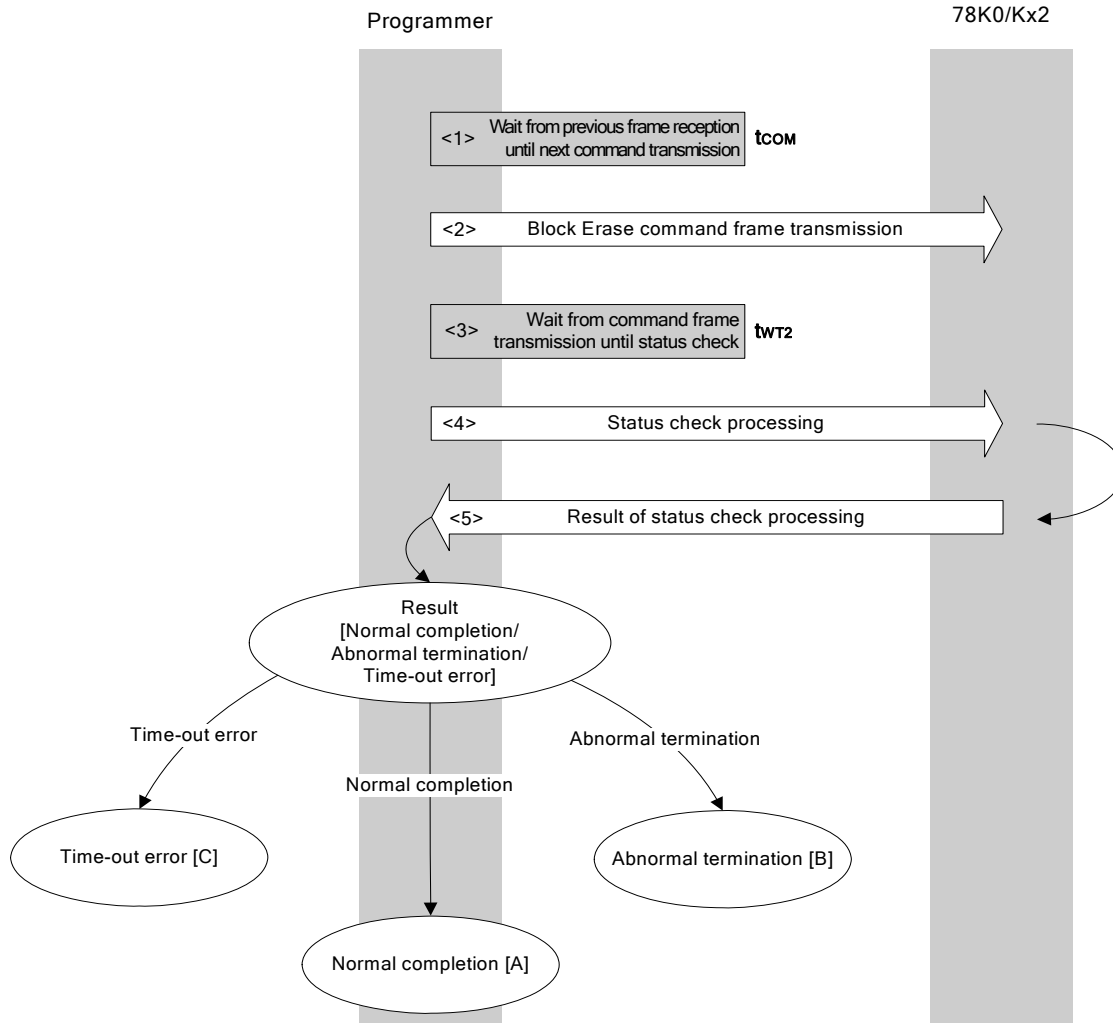 Programmer
78K0/Kx2
<1> Wait from previous frame reception
until next command transmission
tCOM
<2> Block Erase command frame transmission
<3> Wait from command frame
transmission until status check
tWT2
<4> Status check processing
<5> Result of status check processing
Result
[Normal completion/
Abnormal termination/
Time-out error]
Time-out error
Abnormal termination
Normal completion
Time-out error [C]
Abnormal termination [B]
Normal completion [A]